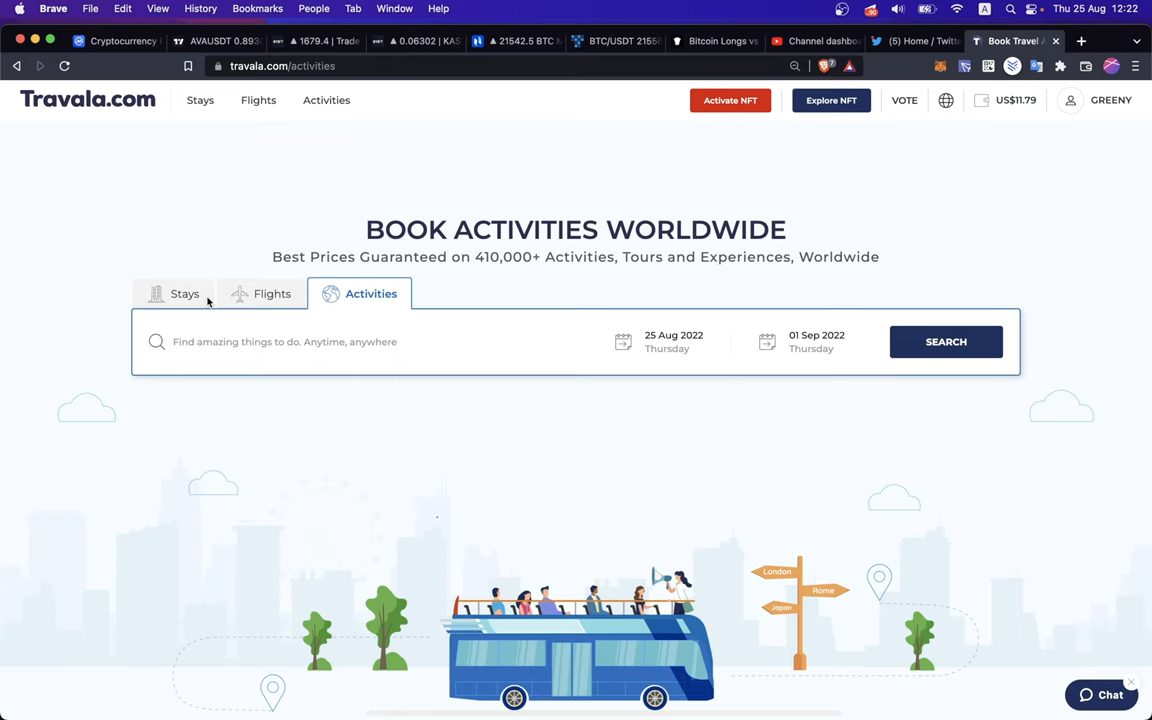 Brave File Edit View History Bookmarks People Tab Window Help Thu 25 Aug 12:22
Cryptocurrency AVAUSDT 0.893 ▲ 1679.4 | Trade ▲ 0.06302 | KAS ▲ 21542.5 BTC BTC/USDT 2155 Bitcoin Longs vs Channel dashbo (5) Home / Twitt Book Travel
travala.com/activities
Travala.com Stays Flights Activities Activate NFT Explore NFT VOTE US$11.79 GREENY
BOOK ACTIVITIES WORLDWIDE
Best Prices Guaranteed on 410,000+ Activities, Tours and Experiences, Worldwide
Stays Flights Activities
Find amazing things to do. Anytime, anywhere
25 Aug 2022
Thursday
01 Sep 2022
Thursday
SEARCH
London
Rome
Japan
Chat